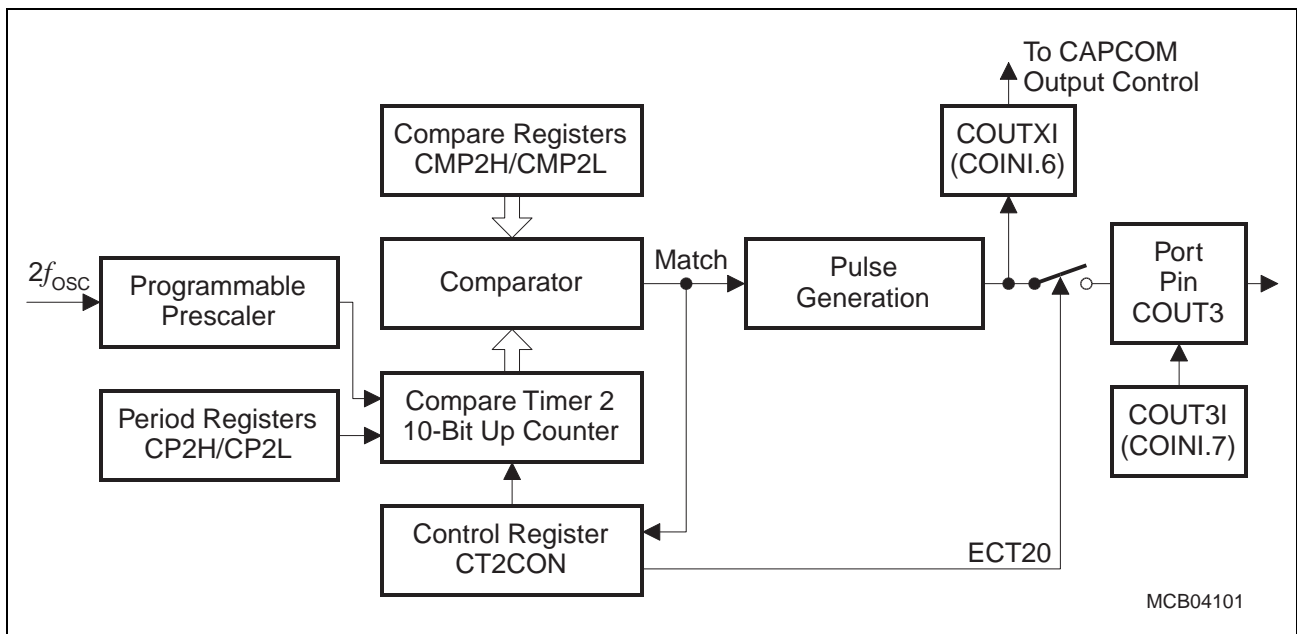 To CAPCOM
Output Control
Compare Registers
CMP2H/CMP2L
COUTXI
(COINI.6)
2fOSC
Programmable
Prescaler
Comparator
Match
Pulse
Generation
Port
Pin
COUT3
Period Registers
CP2H/CP2L
Compare Timer 2
10-Bit Up Counter
COUT3I
(COINI.7)
Control Register
CT2CON
ECT20
MCB04101